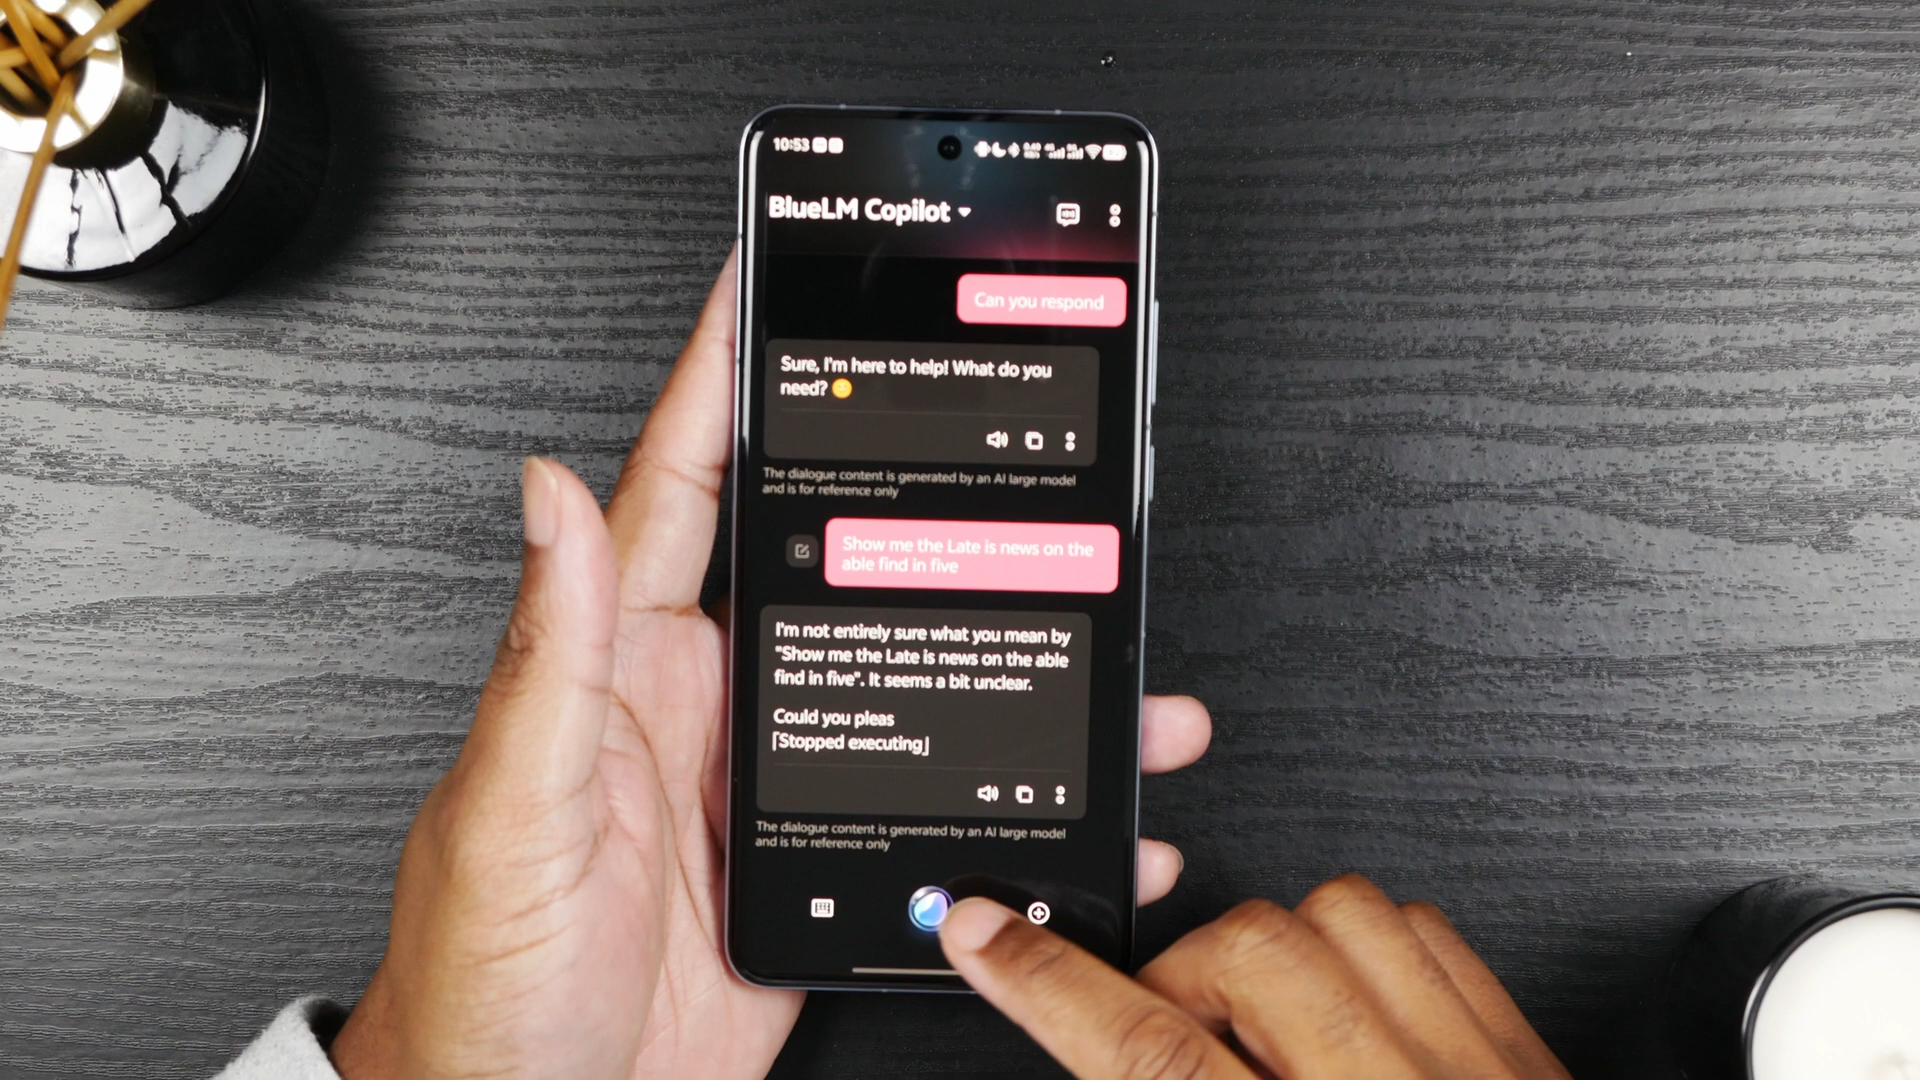 10:53
BlueLM Copilot
Can you respond
Sure, I'm here to help! What do you
need?
The dialogue content is generated by an AI large model
and is for reference only
Show me the Late is news on the
able find in five
I'm not entirely sure what you mean by
"Show me the Late is news on the able
find in five". It seems a bit unclear.
Could you pleas
「Stopped executing」
The dialogue content is generated by an AI large model
and is for reference only